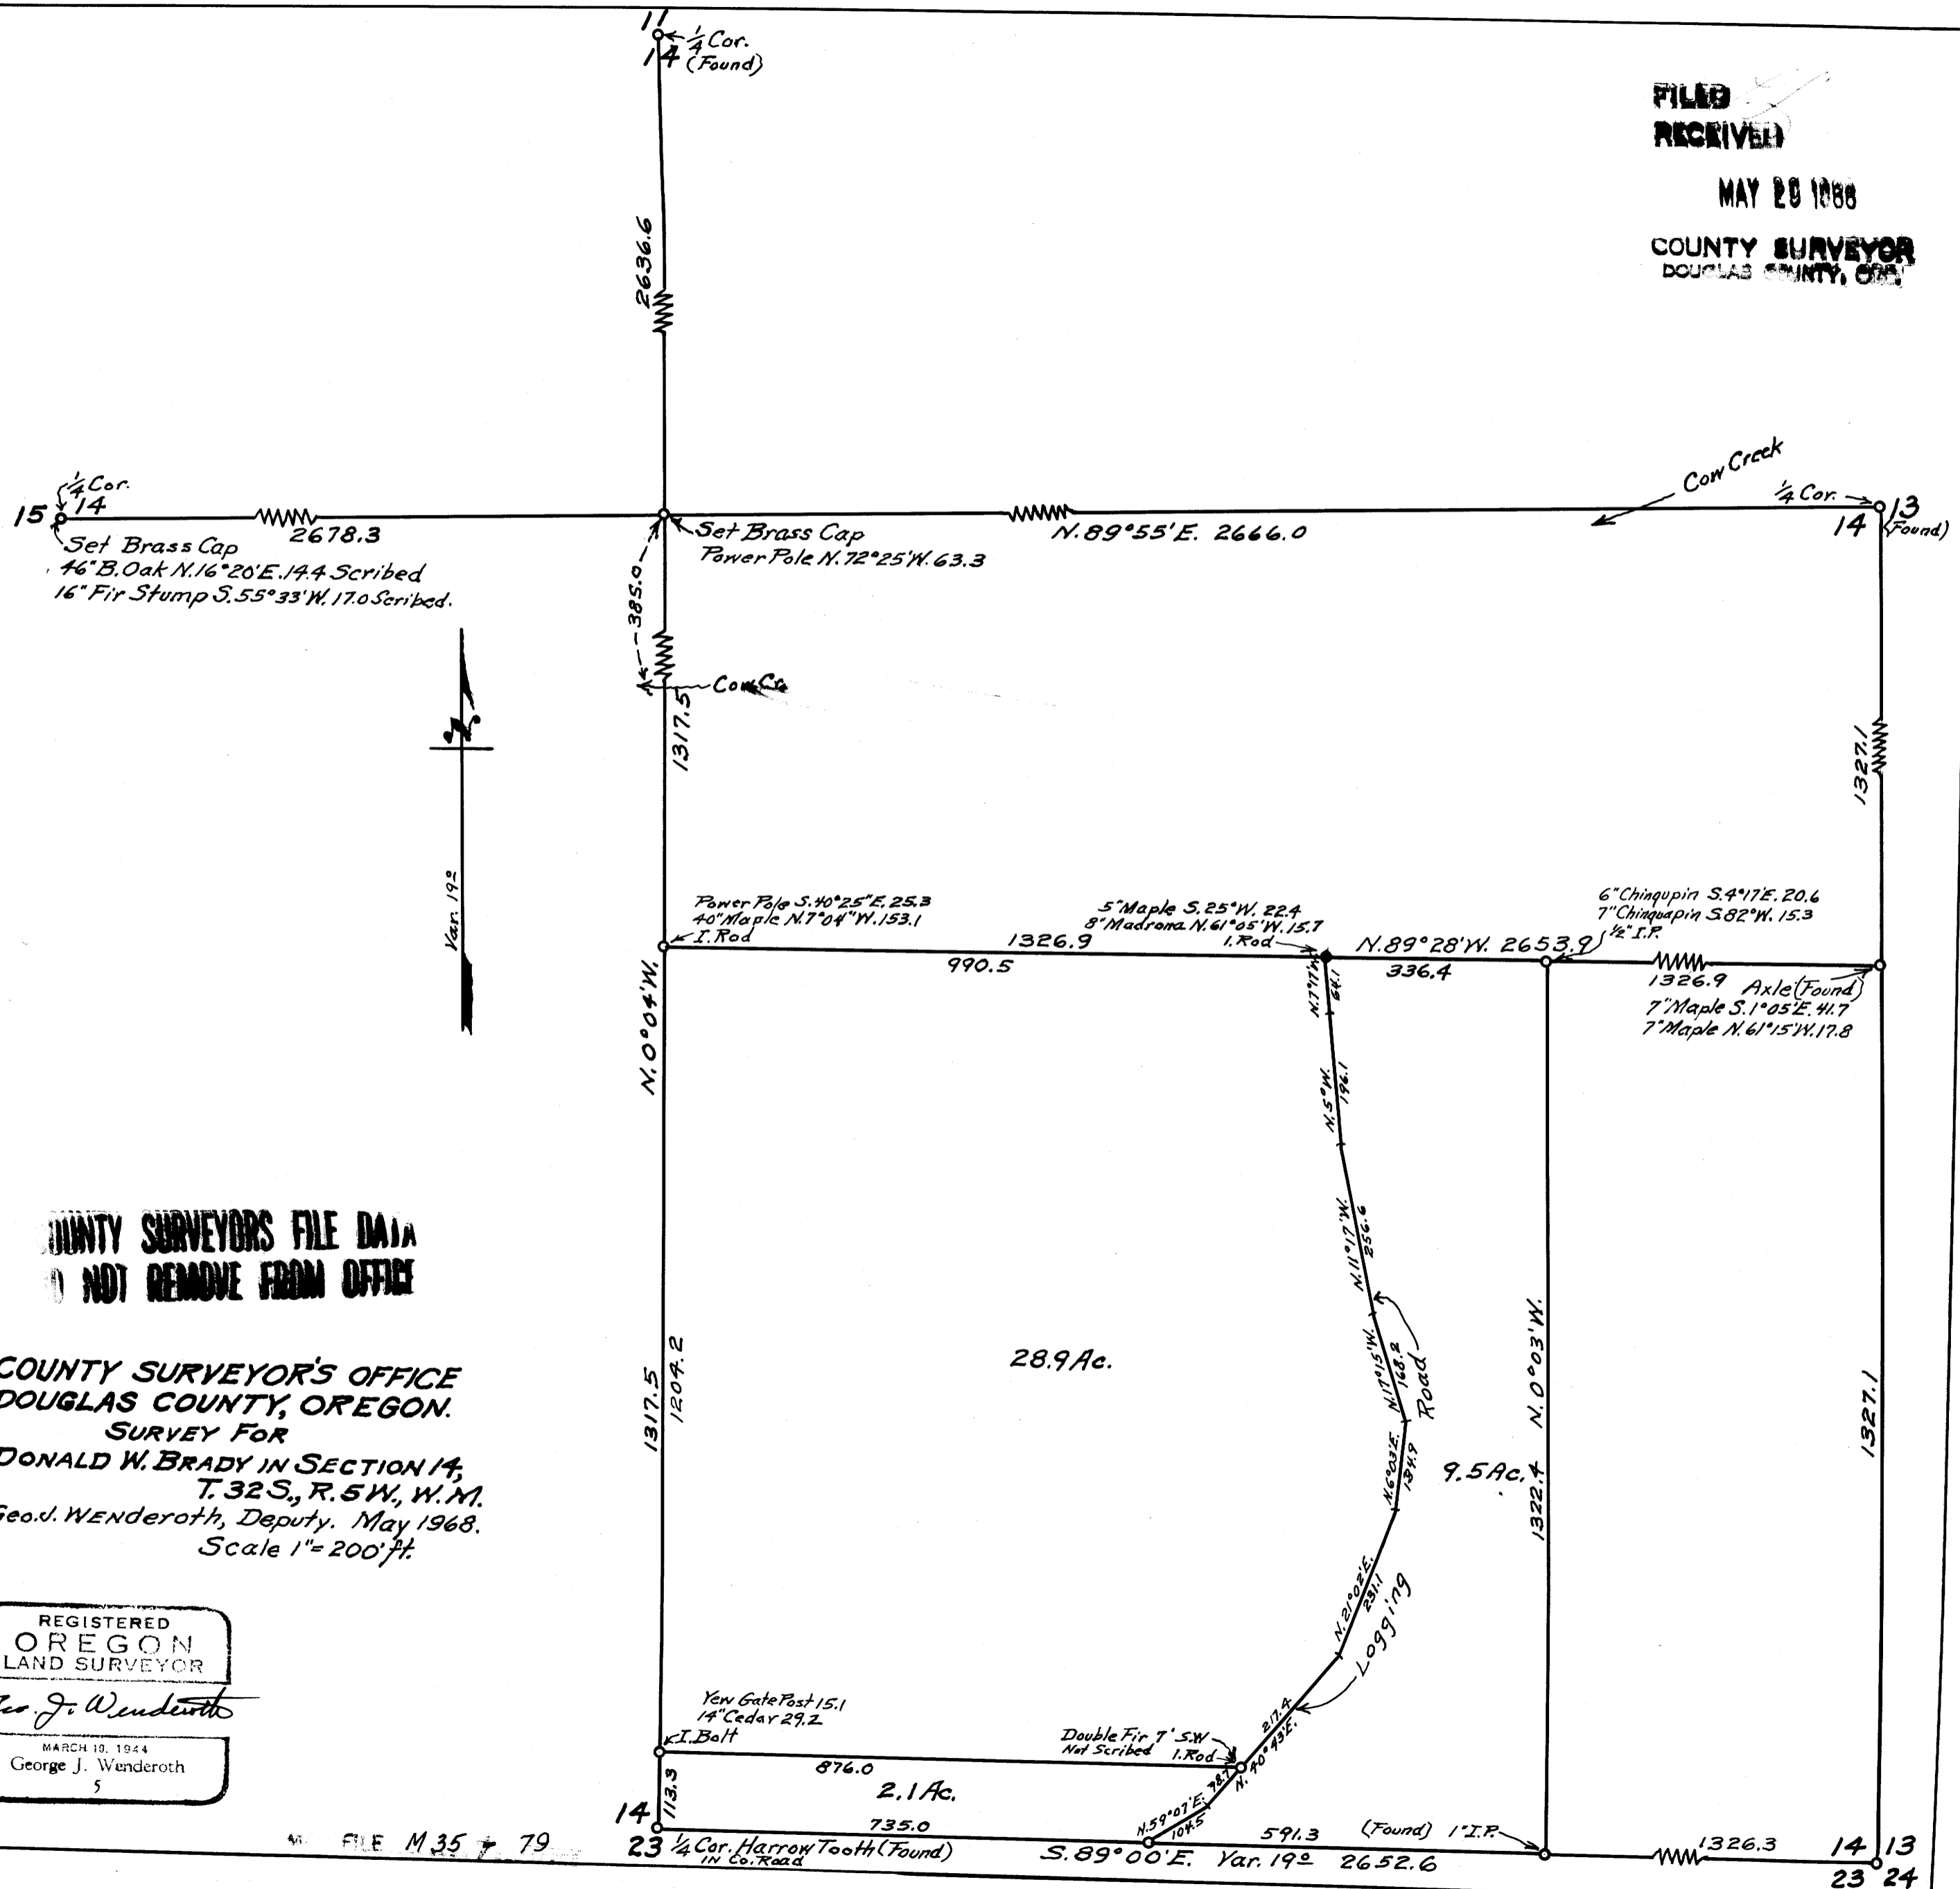 11
1/4 Cor.
14 (Found)
FILED
RECEIVED
MAY 29 1968
COUNTY SURVEYOR
DOUGLAS COUNTY, ORE.
2636.6
Cow Creek
1/4 Cor.
15 14
2678.3
Set Brass Cap
46" B.Oak N.16°20'E.14.4 Scribed
16" Fir Stump S.55°33'W.17.0 Scribed.
Set Brass Cap
Power Pole N.72°25'W.63.3
N.89°55'E. 2666.0
1/4 Cor.
14 13
(Found)
385.0
Cow Cr.
1317.5
1327.1
Var. 19°
Power Pole S.40°25"E.25.3
40" Maple N.7°04"W.153.1
I.Rod
1326.9
990.5
5" Maple S.25°W. 22.4
8" Madrona N.61°05'W.15.7
I.Rod
N.89°28'W. 2653.9
336.4
6" Chinqupin S.4°17'E. 20.6
7" Chinquapin S.82°W. 15.3
1/2" I.P.
1326.9
Axle (Found)
7" Maple S.1°05'E.41.7
7" Maple N.61°15'W.17.8
N.0°04'W.
N.7°17'W.
64.1
N.5°W.
196.1
N.11°17'W.
256.6
N.17°15'W.
168.2
Road
N.6°03'E.
134.9
N.21°02'E.
231.1
Logging
217.4
N.40°43'E.
78.7
N.59°07'E.
104.5
28.9 Ac.
9.5 Ac.
1322.4 N.0°03'W.
1327.1
1317.5
1204.2
COUNTY SURVEYORS FILE DATA
NOT REMOVE FROM OFFICE
COUNTY SURVEYOR'S OFFICE
DOUGLAS COUNTY, OREGON.
SURVEY FOR
DONALD W. BRADY IN SECTION 14,
T. 32 S., R. 5 W., W.M.
Geo.J. Wenderoth, Deputy. May 1968.
Scale 1"=200' ft.
REGISTERED
OREGON
LAND SURVEYOR
Geo. J. Wenderoth
MARCH 10, 1944
George J. Wenderoth
5
Yew Gate Post 15.1
14" Cedar 29.2
I.Bolt
876.0
Double Fir 7' S.W
Not Scribed I.Rod
2.1 Ac.
113.3
14
23
735.0
1/4 Cor. Harrow Tooth (Found)
IN Co. Road
591.3
(Found) 1" I.P.
S.89°00'E. Var. 19° 2652.6
1326.3
14 13
23 24
FILE M 35 79